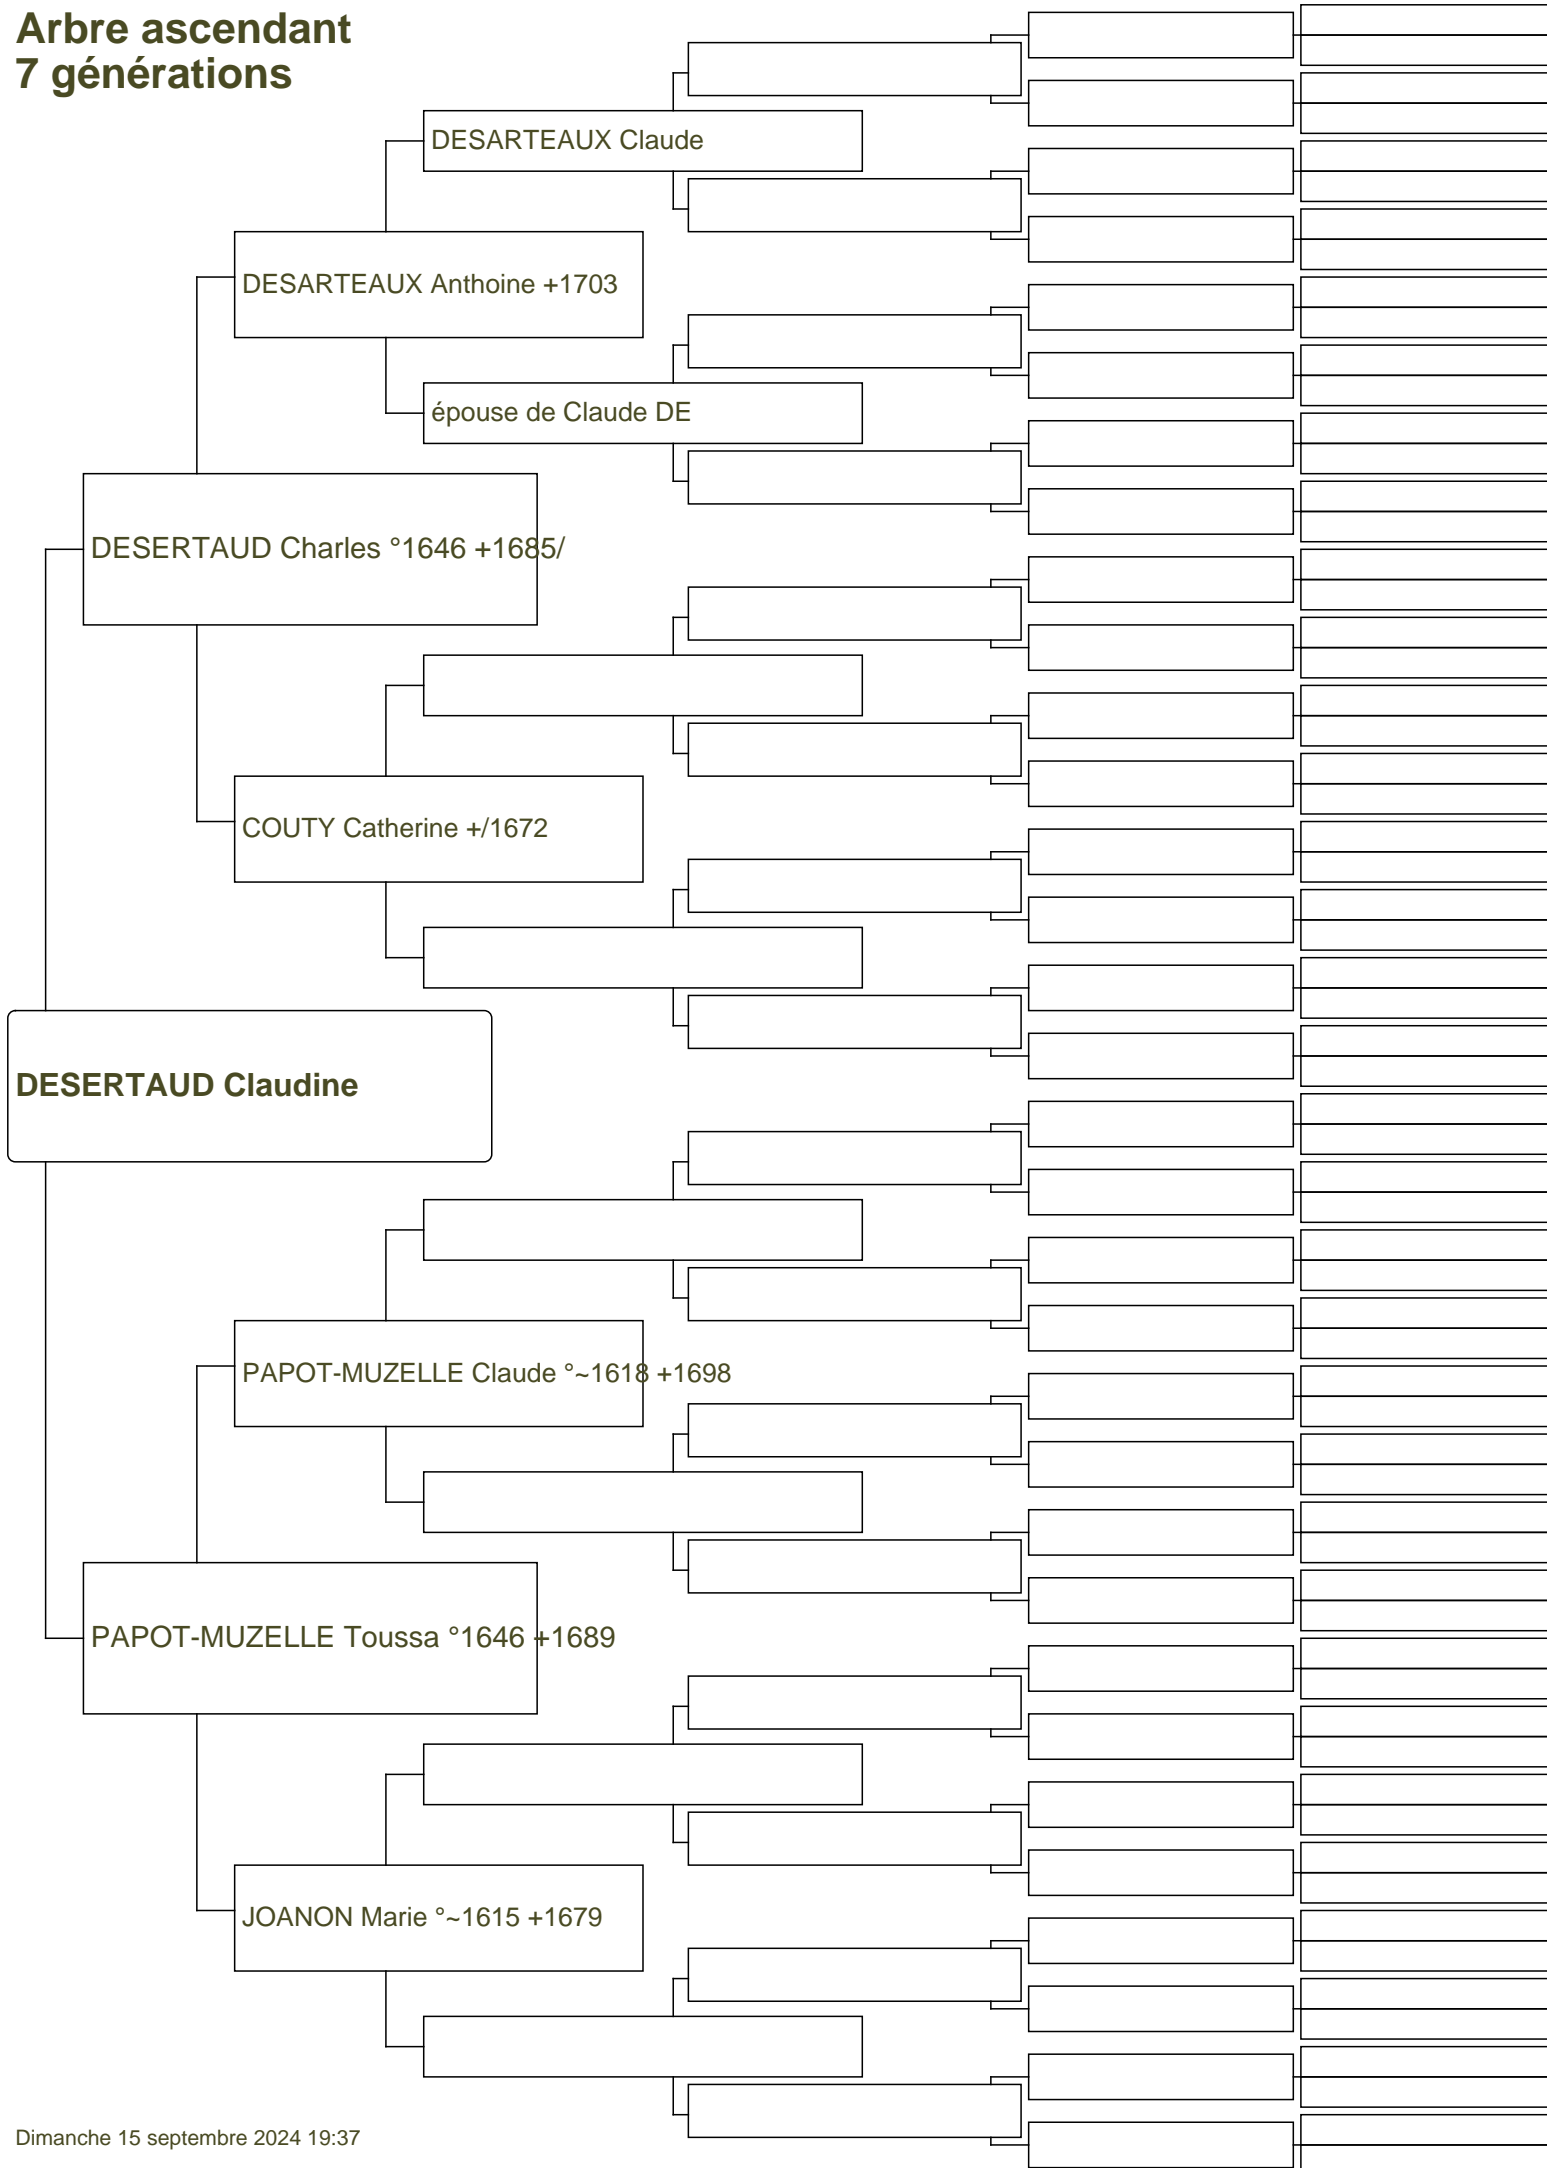 Arbre ascendant
7 générations
DESARTEAUX Claude
DESARTEAUX Anthoine +1703
épouse de Claude DE
DESERTAUD Charles °1646 +1685/
COUTY Catherine +/1672
DESERTAUD Claudine
PAPOT-MUZELLE Claude °~1618 +1698
PAPOT-MUZELLE Toussa °1646 +1689
JOANON Marie °~1615 +1679
Dimanche 15 septembre 2024 19:37